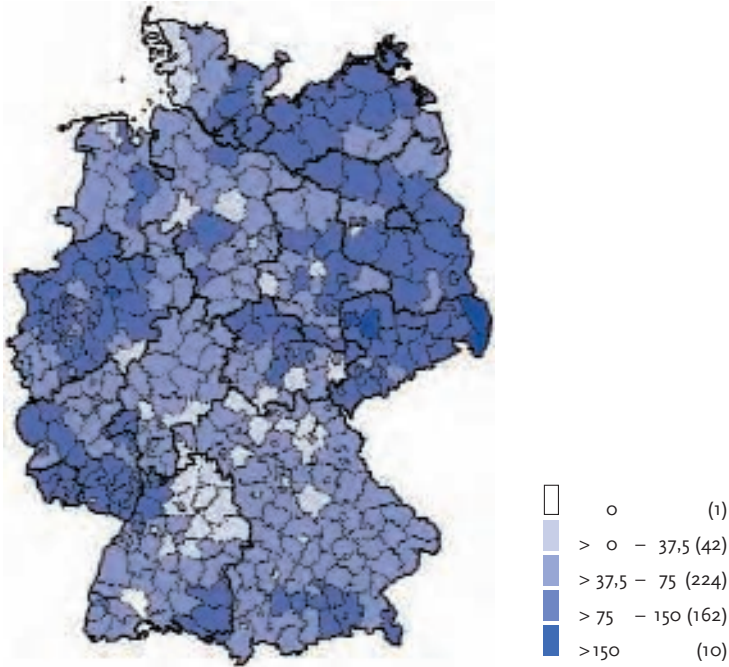 0 (1)
> 0 – 37,5 (42)
> 37,5 – 75 (224)
> 75 – 150 (162)
>150 (10)